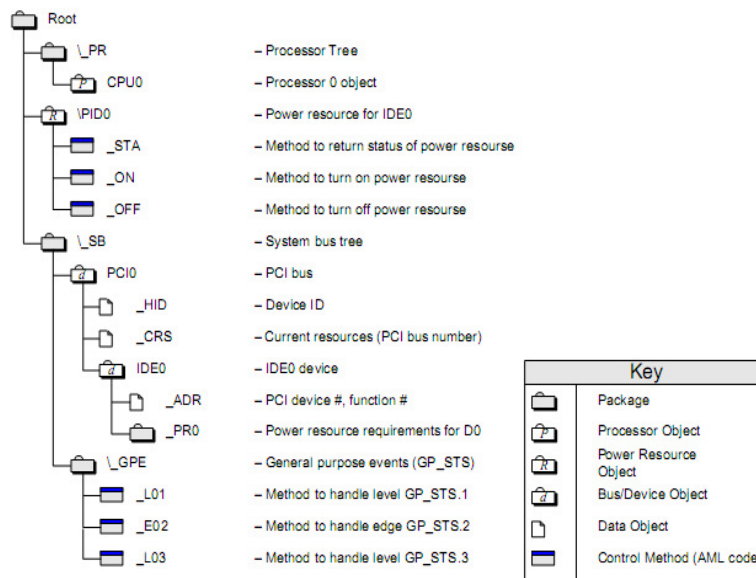 Root
\_PR – Processor Tree
P CPU0 – Processor 0 object
R \PID0 – Power resource for IDE0
_STA – Method to return status of power resourse
_ON – Method to turn on power resourse
_OFF – Method to turn off power resourse
\_SB – System bus tree
d PCI0 – PCI bus
_HID – Device ID
_CRS – Current resources (PCI bus number)
d IDE0 – IDE0 device
_ADR – PCI device #, function #
_PR0 – Power resource requirements for D0
\_GPE – General purpose events (GP_STS)
_L01 – Method to handle level GP_STS.1
_E02 – Method to handle edge GP_STS.2
_L03 – Method to handle level GP_STS.3
Key
Package
P Processor Object
R Power Resource
Object
d Bus/Device Object
Data Object
Control Method (AML code